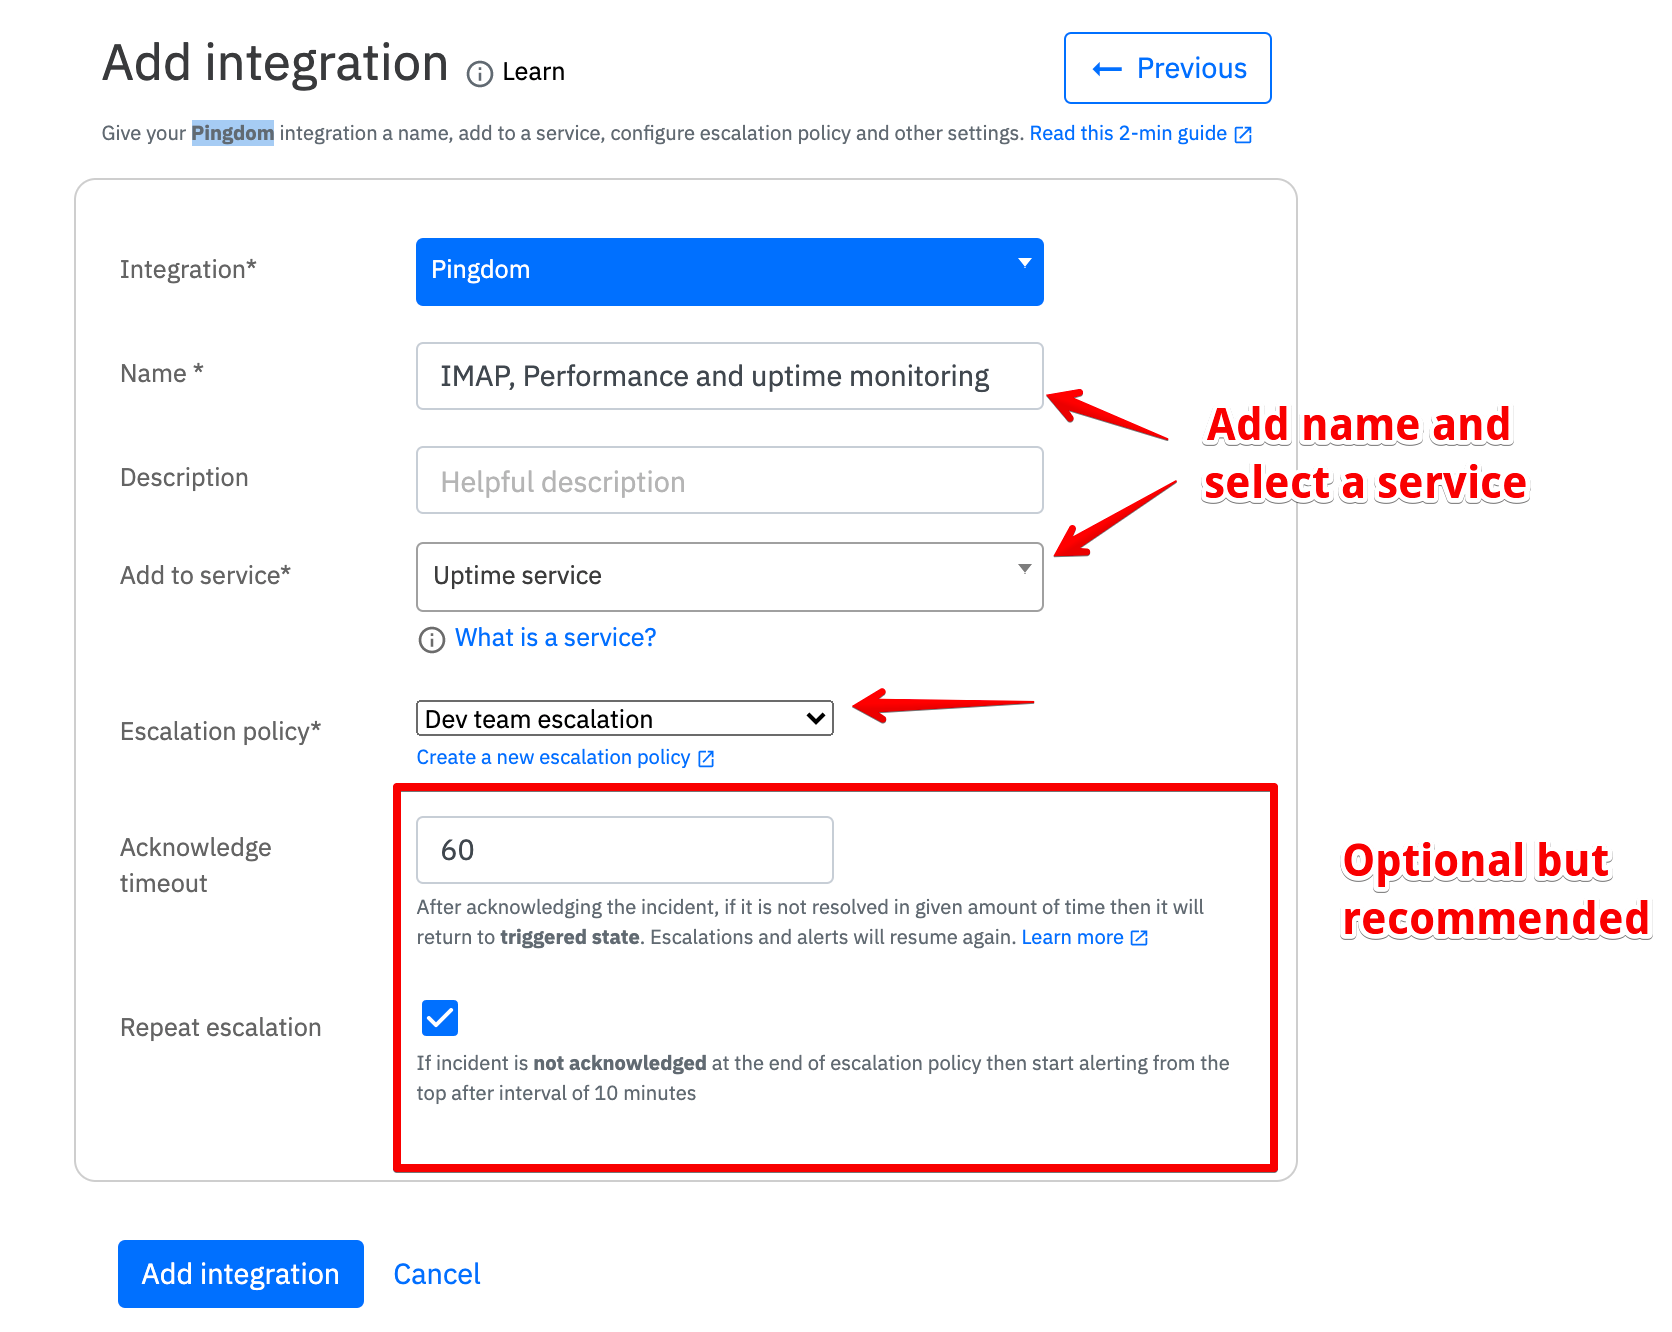 Add integration
Learn
Previous
Give your Pingdom integration a name, add to a service, configure escalation policy and other settings. Read this 2-min guide
Integration*
Pingdom
Name *
IMAP, Performance and uptime monitoring
Add name and
select a service
Description
Helpful description
Add to service*
Uptime service
What is a service?
Escalation policy*
Dev team escalation
Create a new escalation policy
Acknowledge
timeout
60
After acknowledging the incident, if it is not resolved in given amount of time then it will
return to triggered state. Escalations and alerts will resume again. Learn more
Optional but
recommended
Repeat escalation
If incident is not acknowledged at the end of escalation policy then start alerting from the
top after interval of 10 minutes
Add integration
Cancel